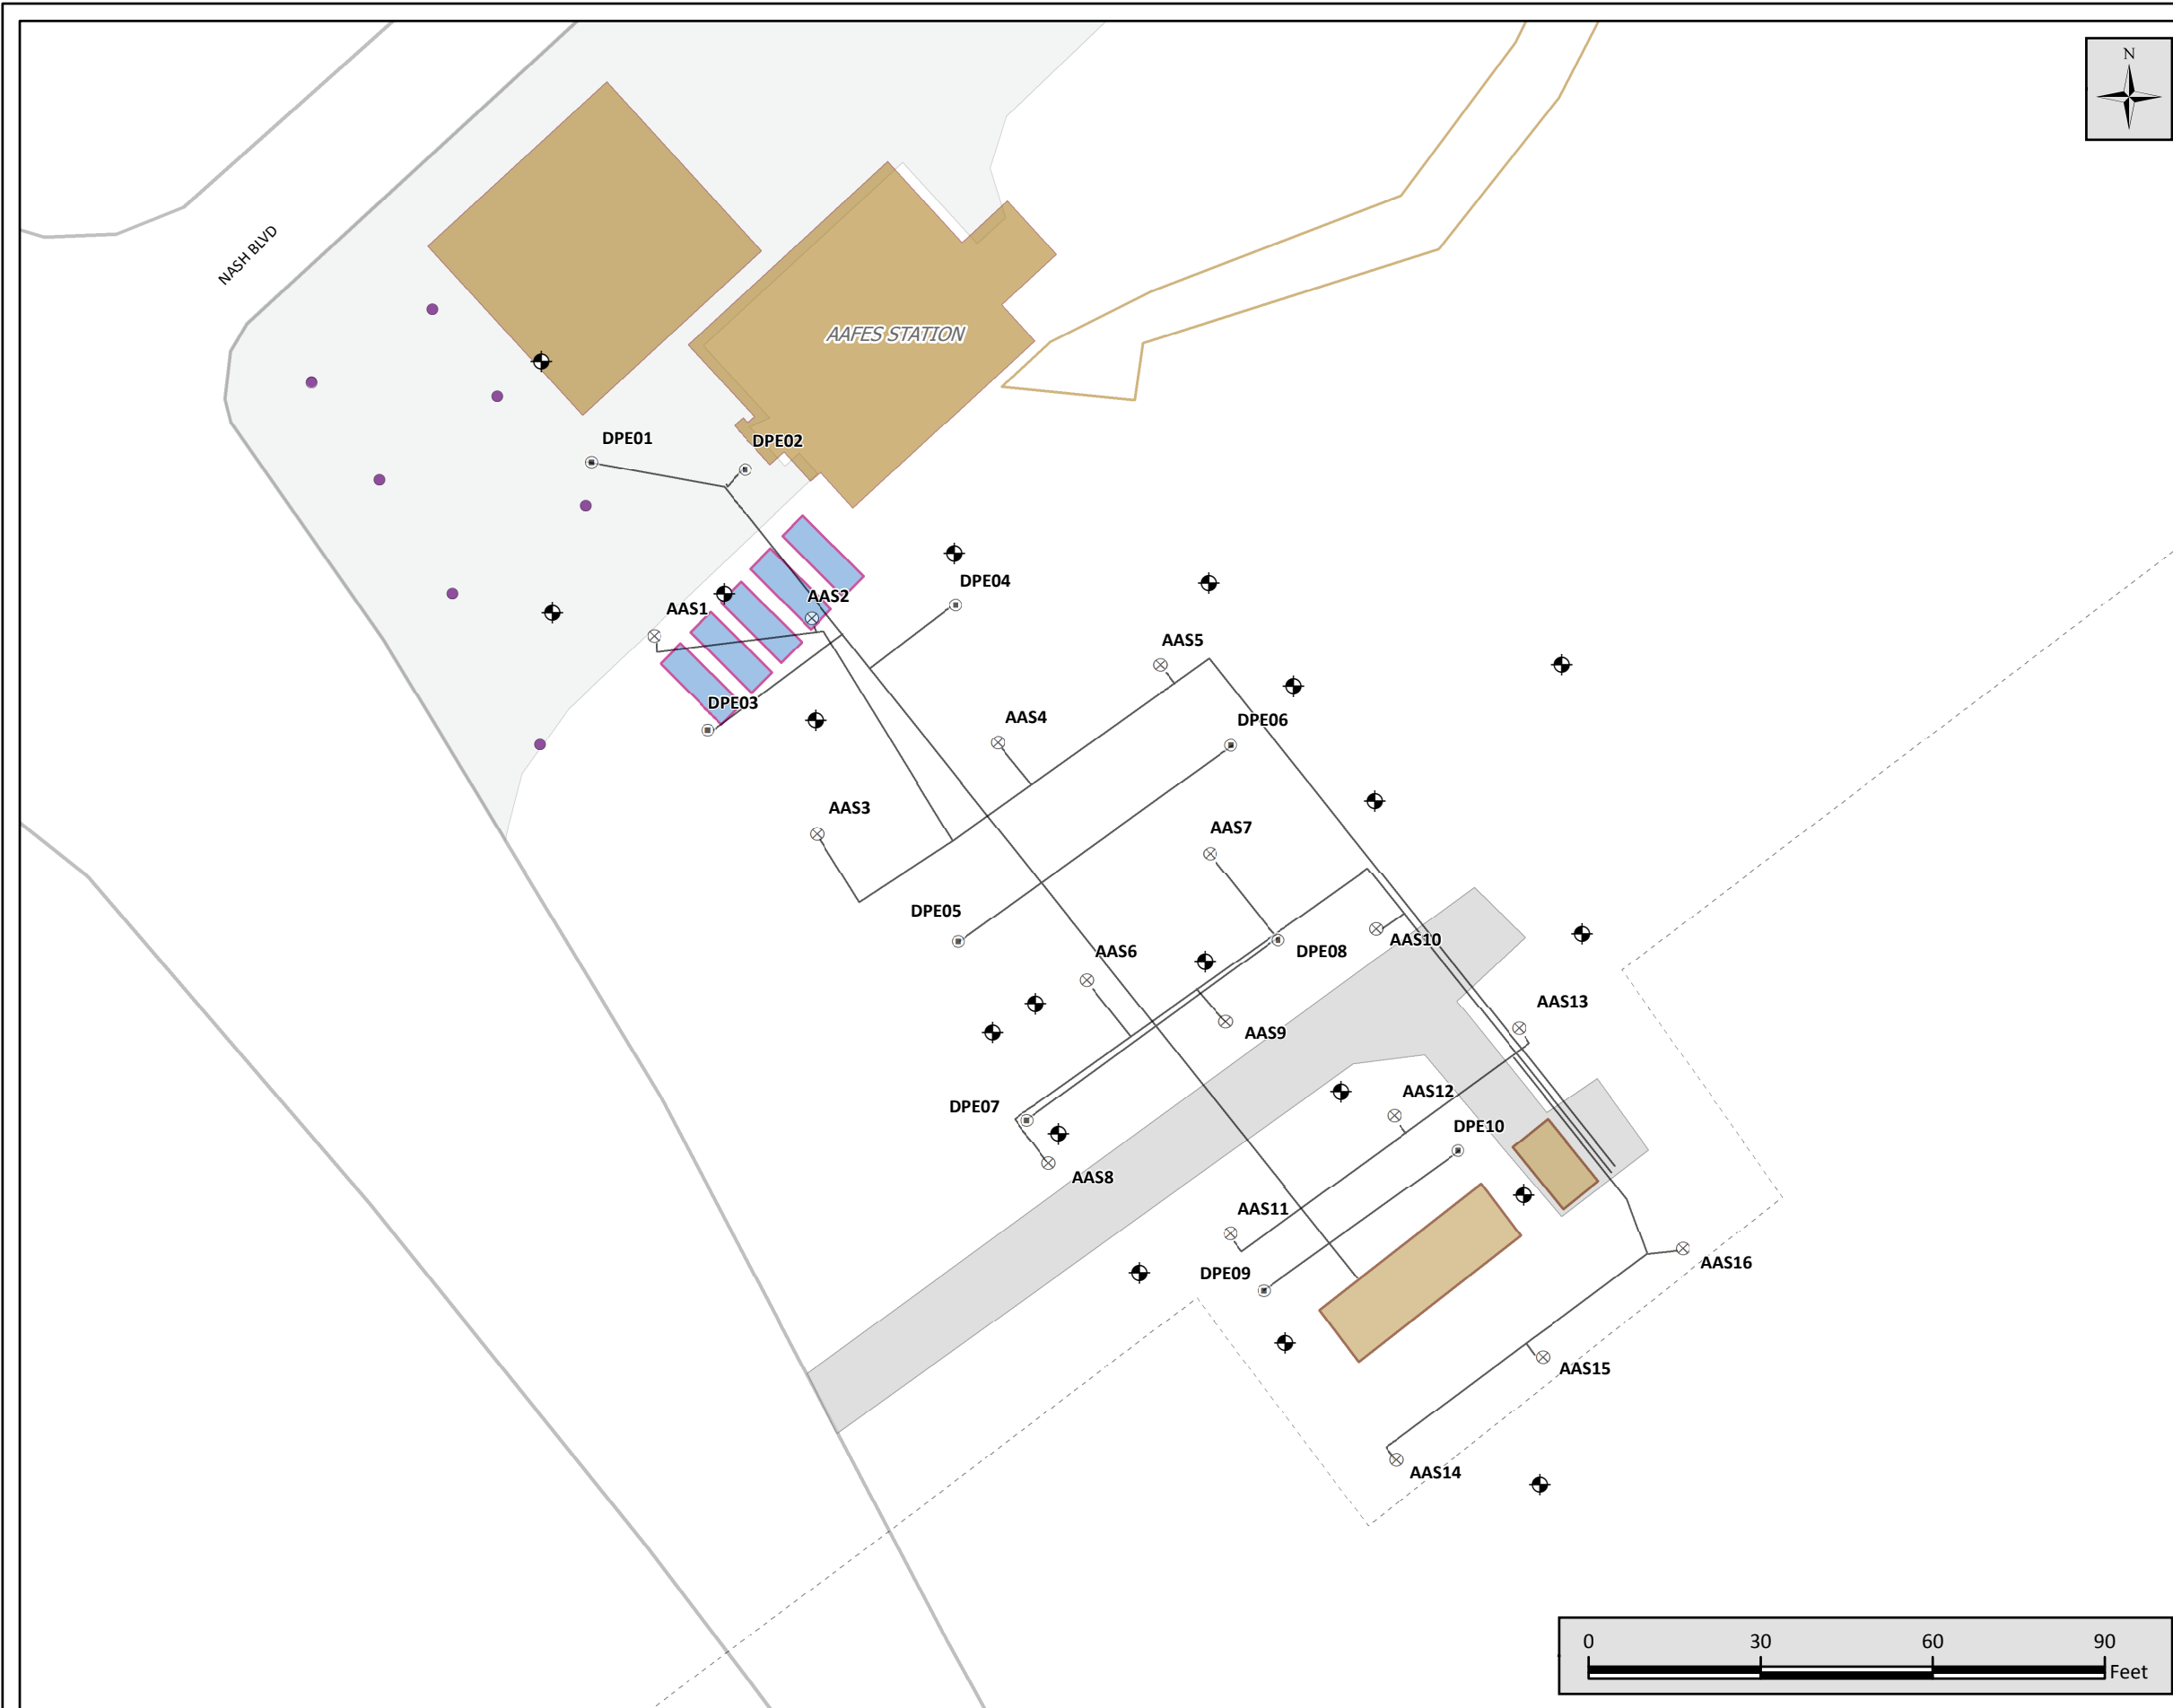 N
NASH BLVD
AAFES STATION
DPE01
DPE02
DPE04
AAS2
AAS1
AAS5
DPE03
AAS4
DPE06
AAS3
AAS7
DPE05
AAS10
AAS6
DPE08
AAS13
AAS9
AAS12
DPE07
DPE10
AAS8
AAS11
AAS16
DPE09
AAS15
AAS14
0 30 60 90
Feet